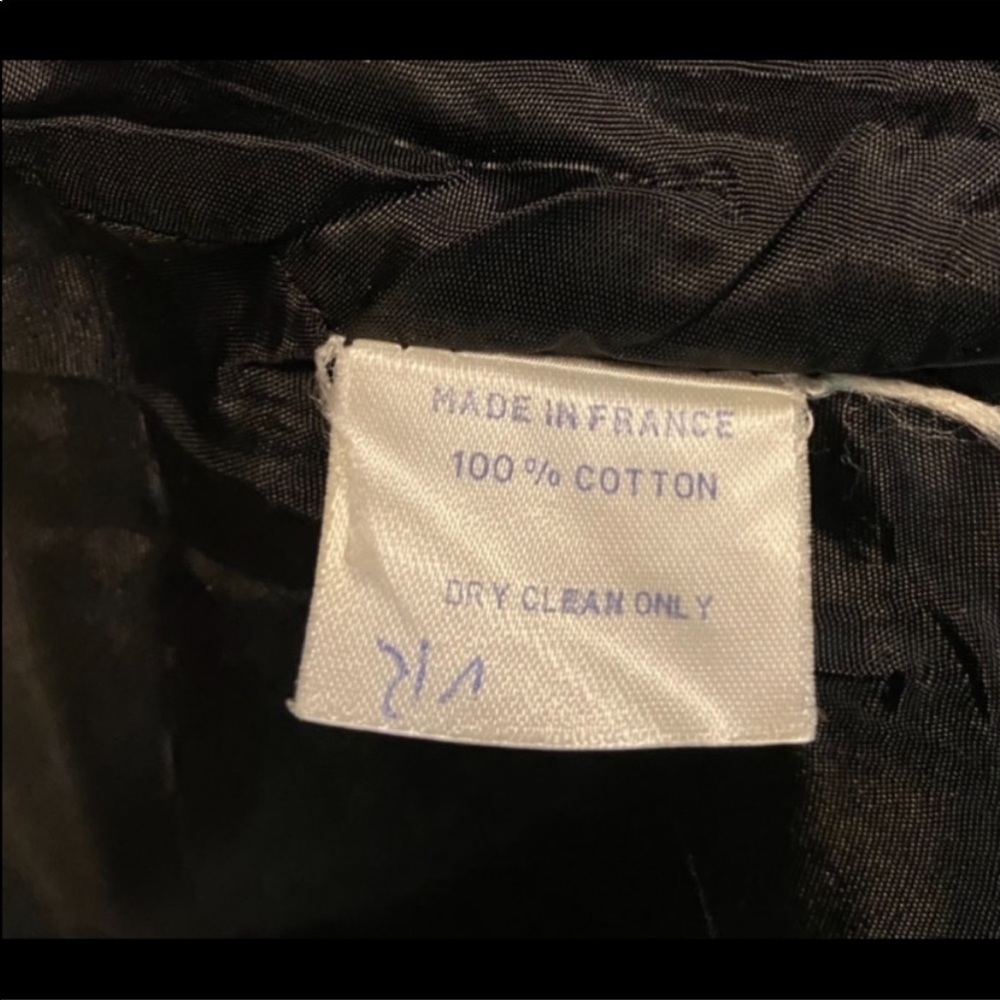 MADE IN FRANCE
100% COTTON
DRY CLEAN ONLY